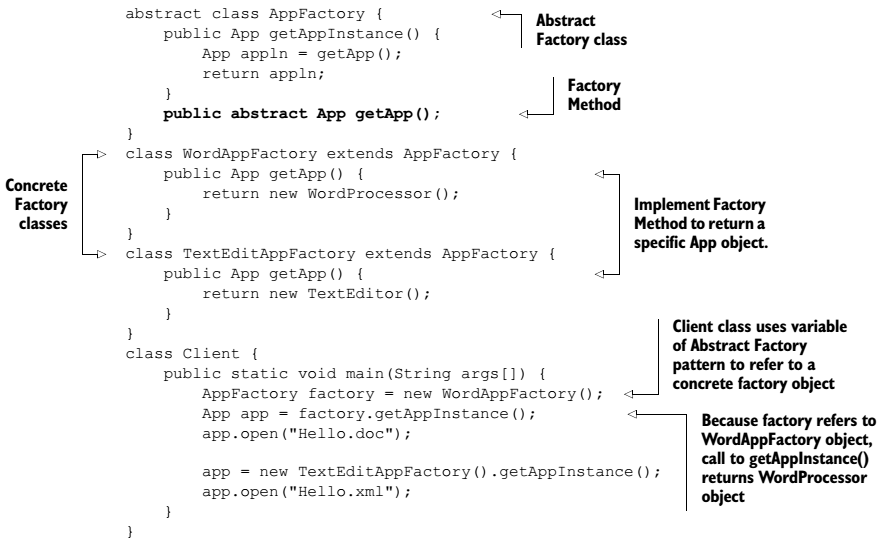 abstract class AppFactory {
public App getAppInstance() {
App appln = getApp();
return appln;
}
public abstract App getApp();
}
class WordAppFactory extends AppFactory {
public App getApp() {
return new WordProcessor();
}
}
class TextEditAppFactory extends AppFactory {
public App getApp() {
return new TextEditor();
}
}
class Client {
public static void main(String args[]) {
AppFactory factory = new WordAppFactory();
App app = factory.getAppInstance();
app.open("Hello.doc");
app = new TextEditAppFactory().getAppInstance();
app.open("Hello.xml");
}
}
Abstract
Factory class
Factory
Method
Concrete
Factory
classes
Implement Factory
Method to return a
specific App object.
Client class uses variable
of Abstract Factory
pattern to refer to a
concrete factory object
Because factory refers to
WordAppFactory object,
call to getAppInstance()
returns WordProcessor
object